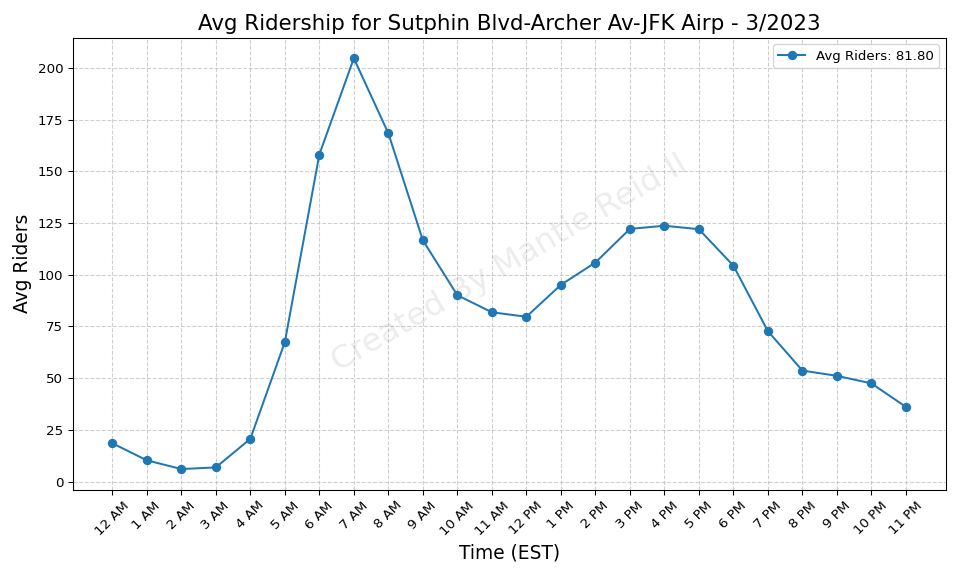 Avg Ridership for Sutphin Blvd-Archer Av-JFK Airp - 3/2023
Avg Riders: 81.80
200
175
150
125
100
75
50
25
0
Avg Riders
Created By Mantle Reid II
12 AM
1 AM
2 AM
3 AM
4 AM
5 AM
6 AM
7 AM
8 AM
9 AM
10 AM
11 AM
12 PM
1 PM
2 PM
3 PM
4 PM
5 PM
6 PM
7 PM
8 PM
9 PM
10 PM
11 PM
Time (EST)